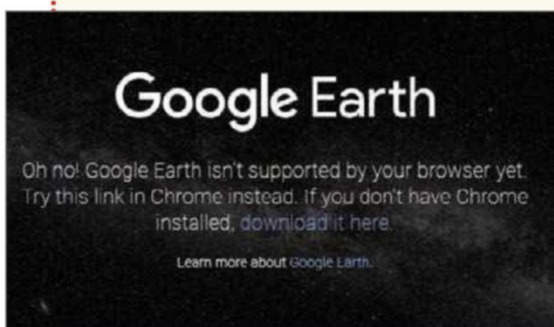 Google Earth
Oh no! Google Earth isn't supported by your browser yet.
Try this link in Chrome instead. If you don't have Chrome
installed, download it here.
Learn more about Google Earth.